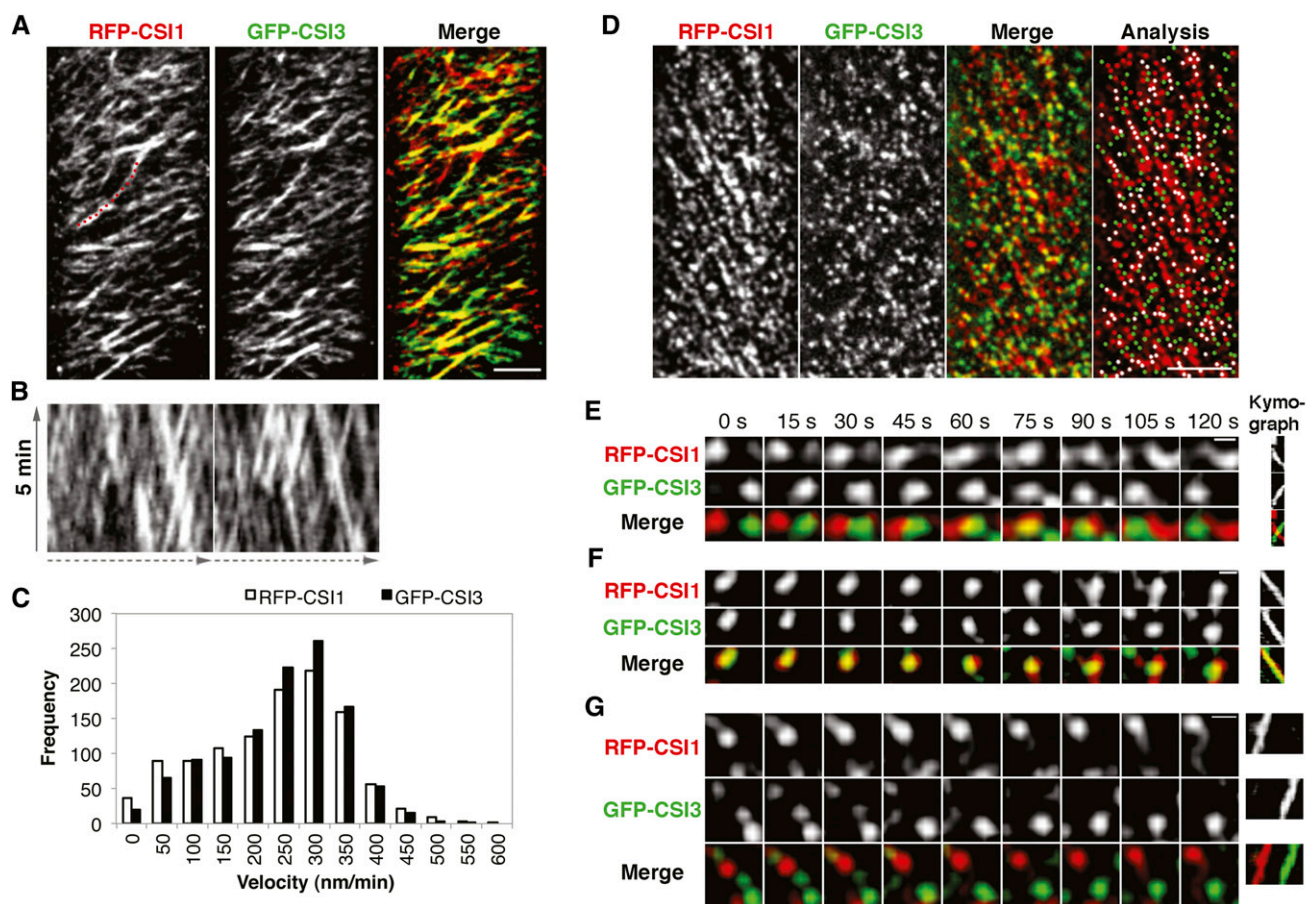 A
RFP-CSI1 GFP-CSI3 Merge
B
5 min
C
RFP-CSI1 GFP-CSI3
300
250
200
150
100
50
0
Frequency
0 50 100 150 200 250 300 350 400 450 500 550 600
Velocity (nm/min)
D
RFP-CSI1 GFP-CSI3 Merge Analysis
E
0 s 15 s 30 s 45 s 60 s 75 s 90 s 105 s 120 s Kymo-
graph
RFP-CSI1
GFP-CSI3
Merge
F
RFP-CSI1
GFP-CSI3
Merge
G
RFP-CSI1
GFP-CSI3
Merge